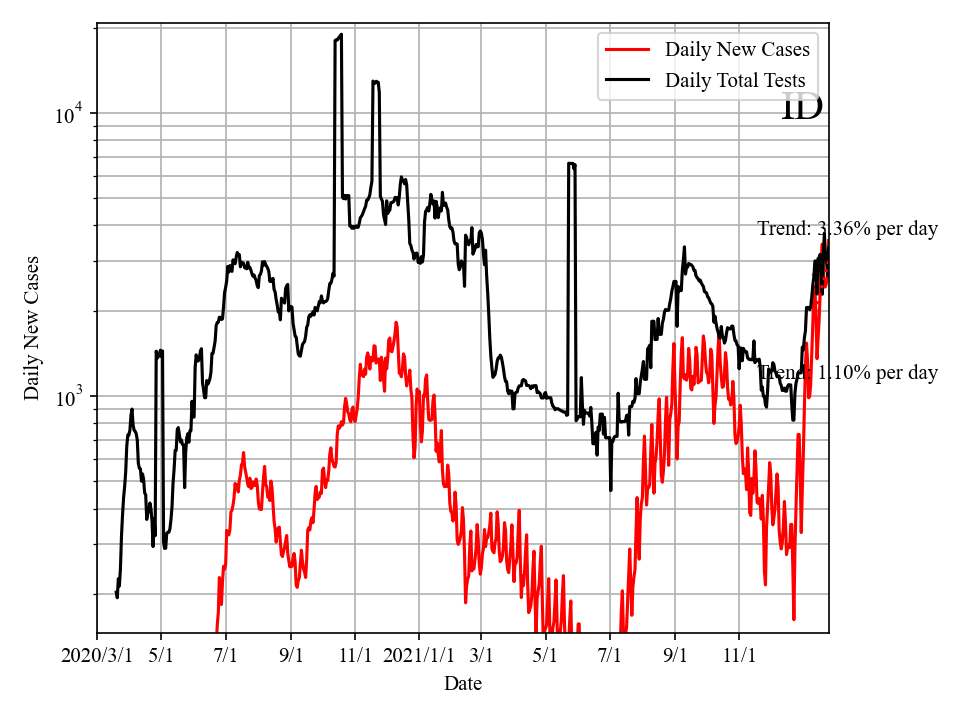 Daily New Cases
Daily Total Tests
ID
10^4
Trend: 3.36% per day
Daily New Cases
Trend: 1.10% per day
10^3
2020/3/1 5/1 7/1 9/1 11/1 2021/1/1 3/1 5/1 7/1 9/1 11/1
Date